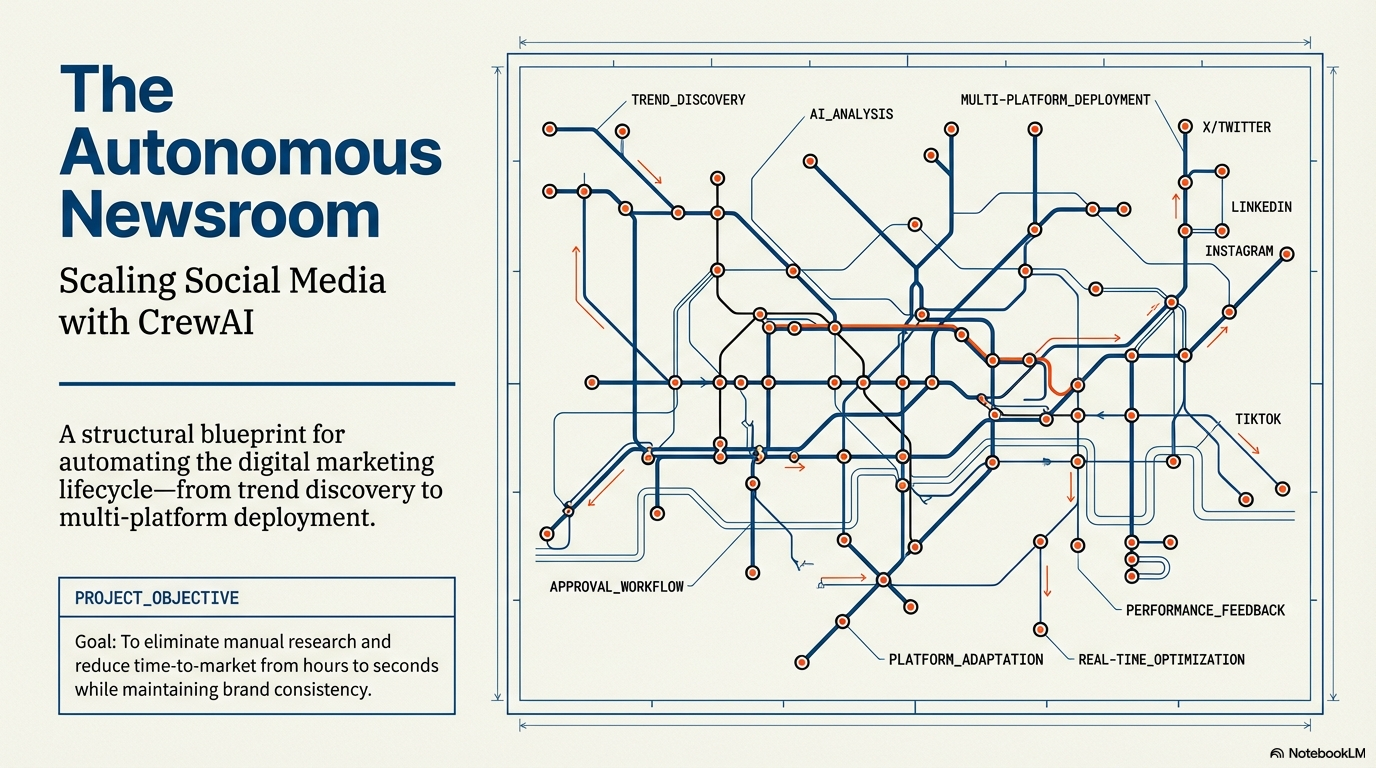 The
Autonomous
Newsroom
Scaling Social Media
with CrewAI
A structural blueprint for
automating the digital marketing
lifecycle—from trend discovery to
multi-platform deployment.
PROJECT_OBJECTIVE
Goal: To eliminate manual research and
reduce time-to-market from hours to seconds
while maintaining brand consistency.
TREND_DISCOVERY
AI_ANALYSIS
MULTI-PLATFORM_DEPLOYMENT
X/TWITTER
LINKEDIN
INSTAGRAM
TIKTOK
APPROVAL_WORKFLOW
PERFORMANCE_FEEDBACK
PLATFORM_ADAPTATION
REAL-TIME_OPTIMIZATION
NotebookLM